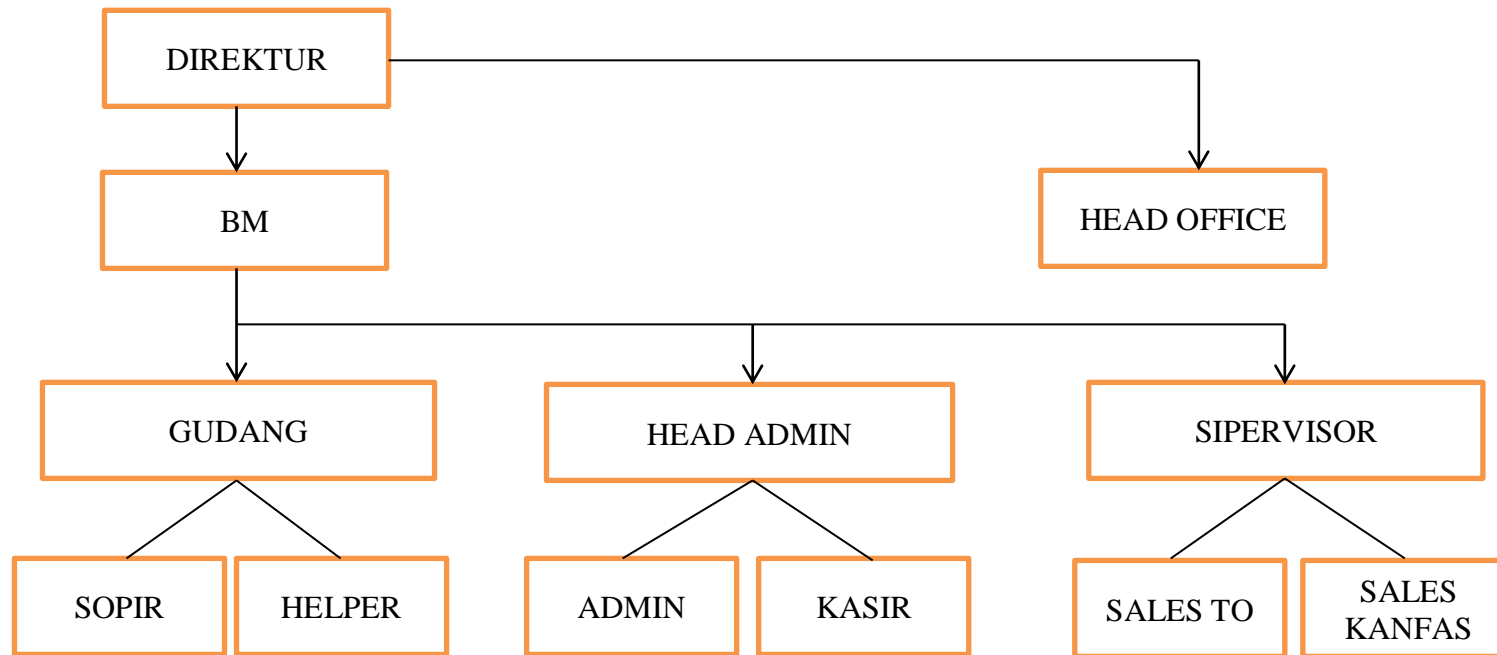 DIREKTUR
BM
HEAD OFFICE
GUDANG
HEAD ADMIN
SIPERVISOR
SOPIR
HELPER
ADMIN
KASIR
SALES TO
SALES
KANFAS